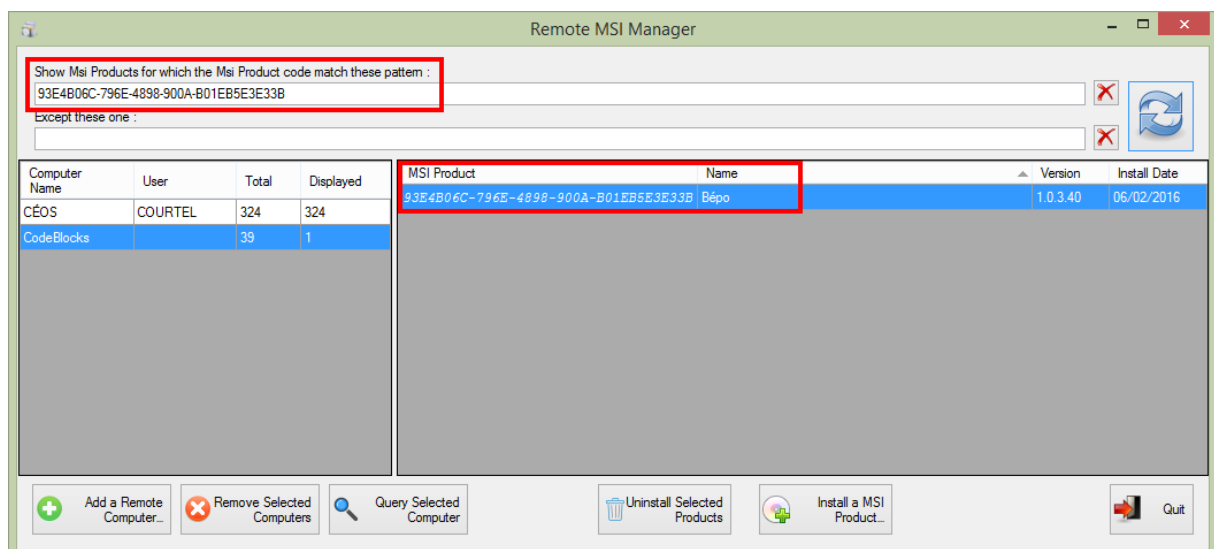 Remote MSI Manager
Show Msi Products for which the Msi Product code match these pattern :
93E4B06C-796E-4898-900A-B01EB5E3E33B
Except these one :
Computer Name User Total Displayed
CÉOS COURTEL 324 324
CodeBlocks 39 1
MSI Product Name Version Install Date
93E4B06C-796E-4898-900A-B01EB5E3E33B Bépo 1.0.3.40 06/02/2016
Add a Remote
Computer...
Remove Selected
Computers
Query Selected
Computer
Uninstall Selected
Products
Install a MSI
Product...
Quit